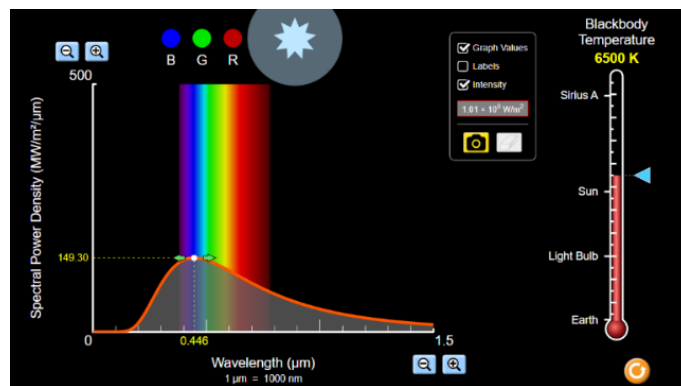 B G R
Graph Values
Labels
Intensity
1.01 × 10⁸ W/m²
Blackbody
Temperature
6500 K
Sirius A
Sun
Light Bulb
Earth
500
Spectral Power Density (MW/m²/μm)
149.30
0
0.446
1.5
Wavelength (μm)
1 μm = 1000 nm